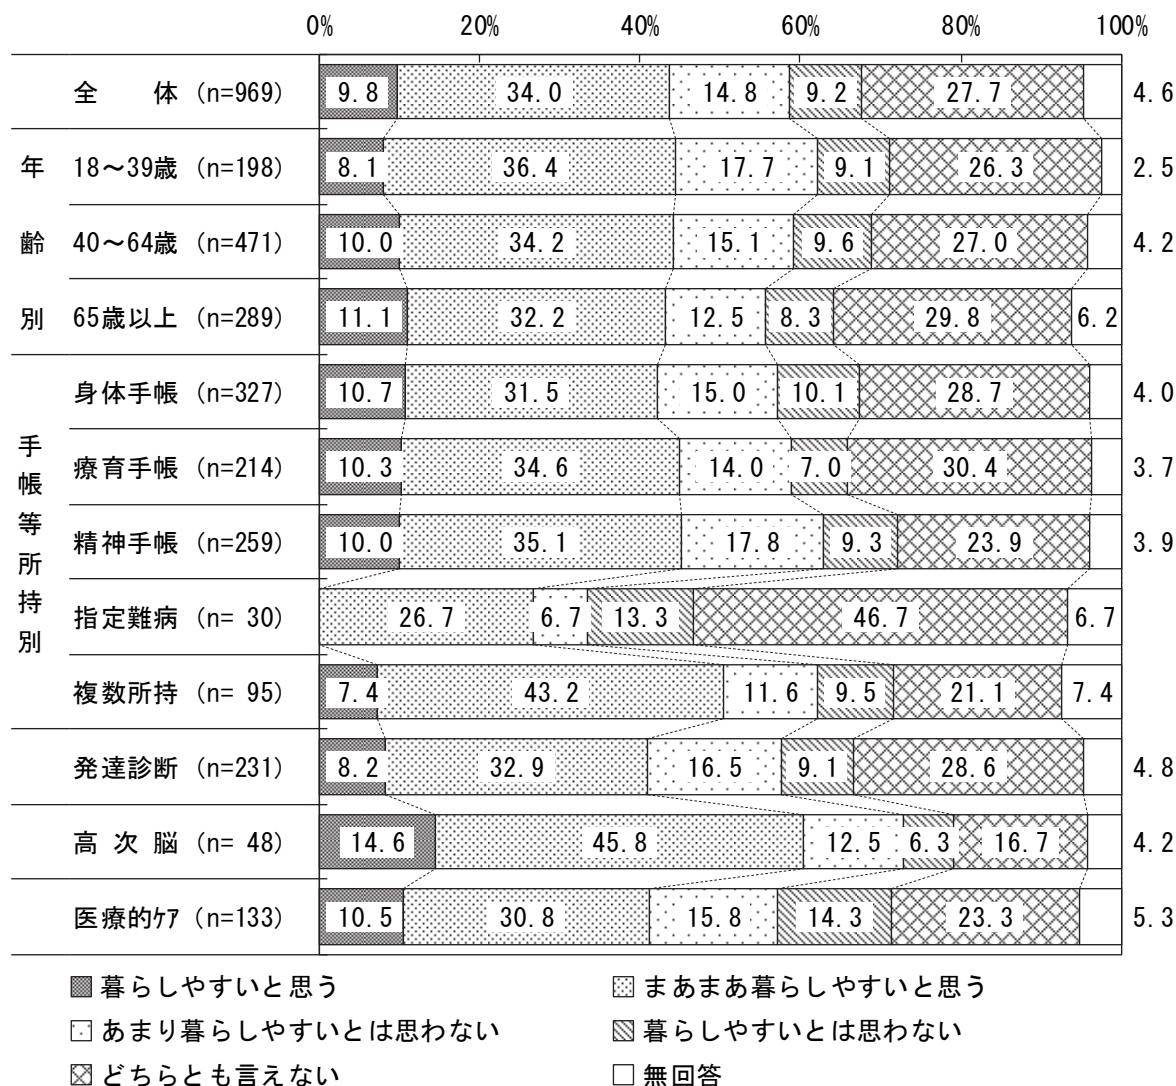 0% 20% 40% 60% 80% 100%
全 体 (n=969) 9.8 34.0 14.8 9.2 27.7 4.6
年齢別
18～39歳 (n=198) 8.1 36.4 17.7 9.1 26.3 2.5
40～64歳 (n=471) 10.0 34.2 15.1 9.6 27.0 4.2
65歳以上 (n=289) 11.1 32.2 12.5 8.3 29.8 6.2
手帳等所持別
身体手帳 (n=327) 10.7 31.5 15.0 10.1 28.7 4.0
療育手帳 (n=214) 10.3 34.6 14.0 7.0 30.4 3.7
精神手帳 (n=259) 10.0 35.1 17.8 9.3 23.9 3.9
指定難病 (n= 30) 26.7 6.7 13.3 46.7 6.7
複数所持 (n= 95) 7.4 43.2 11.6 9.5 21.1 7.4
発達診断 (n=231) 8.2 32.9 16.5 9.1 28.6 4.8
高 次 脳 (n= 48) 14.6 45.8 12.5 6.3 16.7 4.2
医療的ｹｱ (n=133) 10.5 30.8 15.8 14.3 23.3 5.3
暮らしやすいと思う まあまあ暮らしやすいと思う
あまり暮らしやすいとは思わない 暮らしやすいとは思わない
どちらとも言えない 無回答